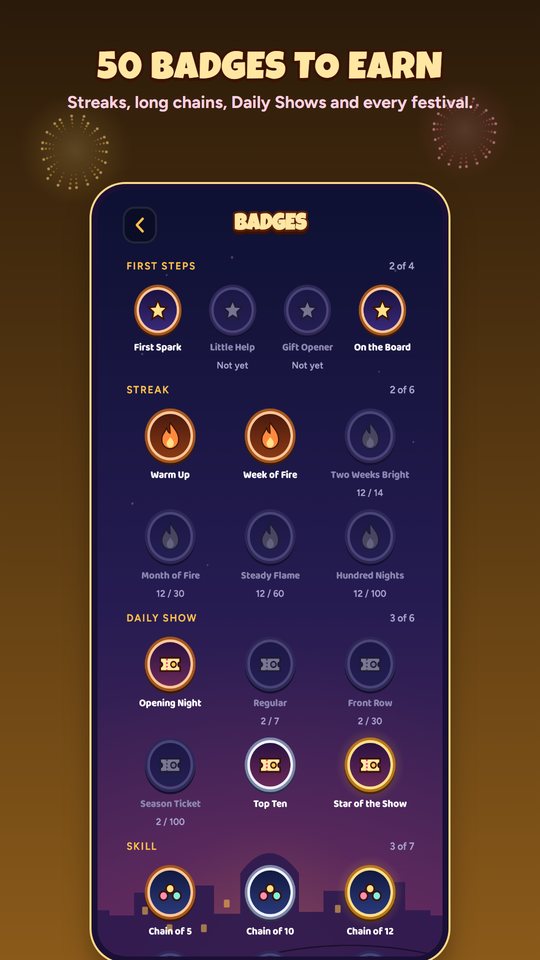 50 BADGES TO EARN
Streaks, long chains, Daily Shows and every festival.
BADGES
FIRST STEPS 2 of 4
First Spark Little Help Gift Opener On the Board
Not yet Not yet
STREAK 2 of 6
Warm Up Week of Fire Two Weeks Bright
12 / 14
Month of Fire Steady Flame Hundred Nights
12 / 30 12 / 60 12 / 100
DAILY SHOW 3 of 6
Opening Night Regular Front Row
2 / 7 2 / 30
Season Ticket Top Ten Star of the Show
2 / 100
SKILL 3 of 7
Chain of 5 Chain of 10 Chain of 12